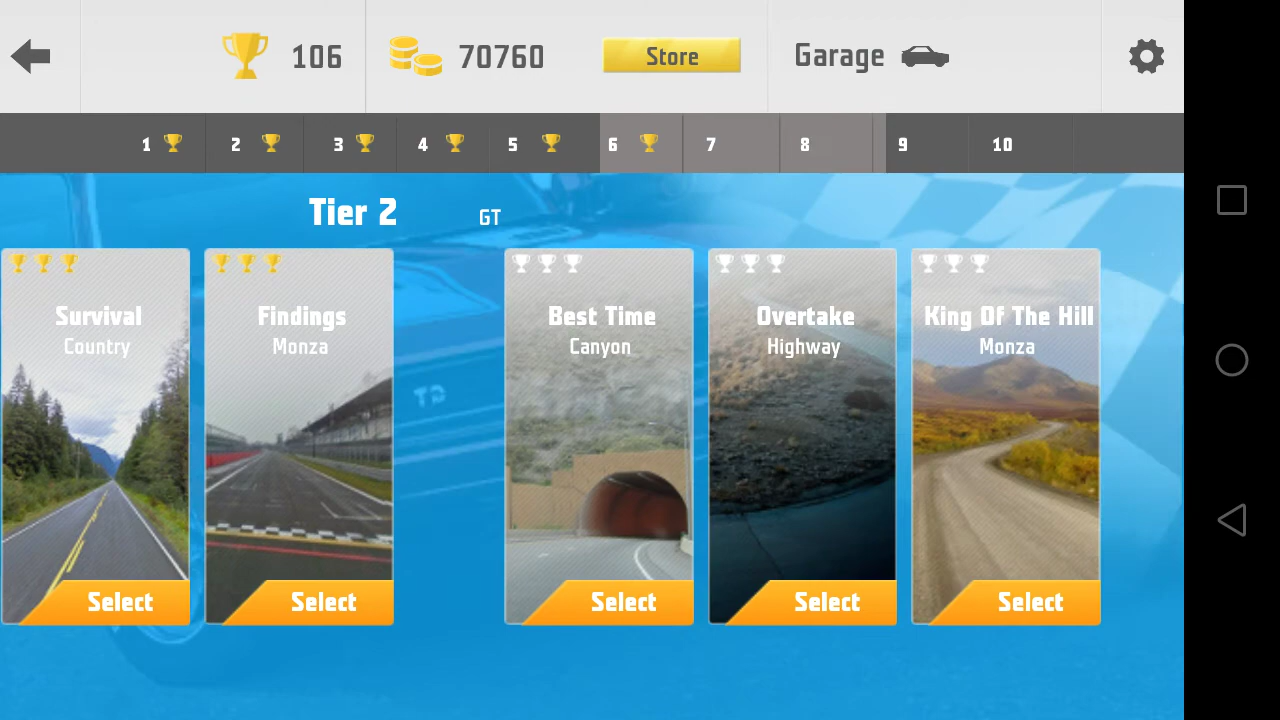 106
70760
Store
Garage
1
2
3
4
5
6
7
8
9
10
Tier 2
GT
Survival
Country
Select
Findings
Monza
Select
Best Time
Canyon
Select
Overtake
Highway
Select
King Of The Hill
Monza
Select